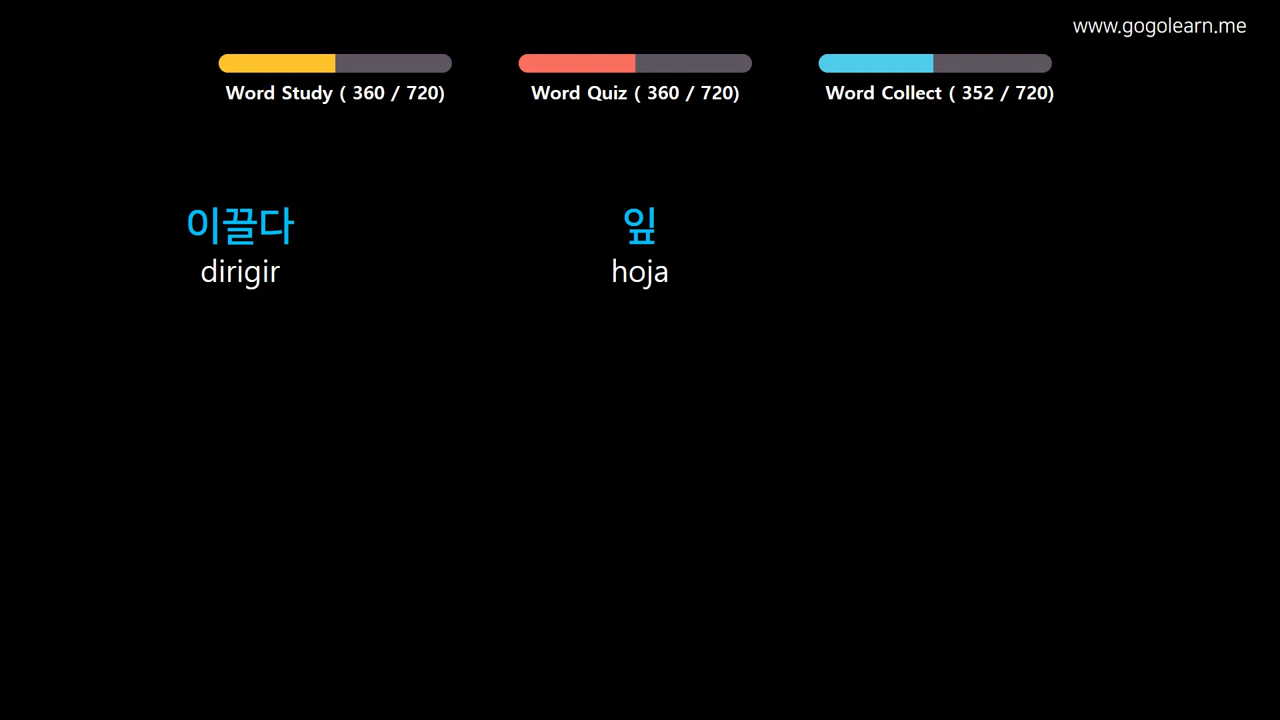 www.gogolearn.me
Word Study ( 360 / 720)
Word Quiz ( 360 / 720)
Word Collect ( 352 / 720)
이끌다
dirigir
잎
hoja